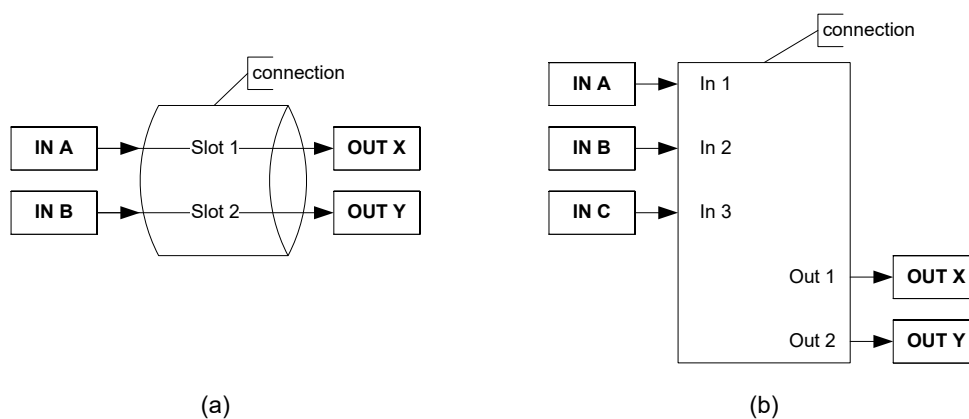 connection
IN A
Slot 1
OUT X
IN B
Slot 2
OUT Y
(a)
connection
IN A
In 1
IN B
In 2
IN C
In 3
Out 1
OUT X
Out 2
OUT Y
(b)